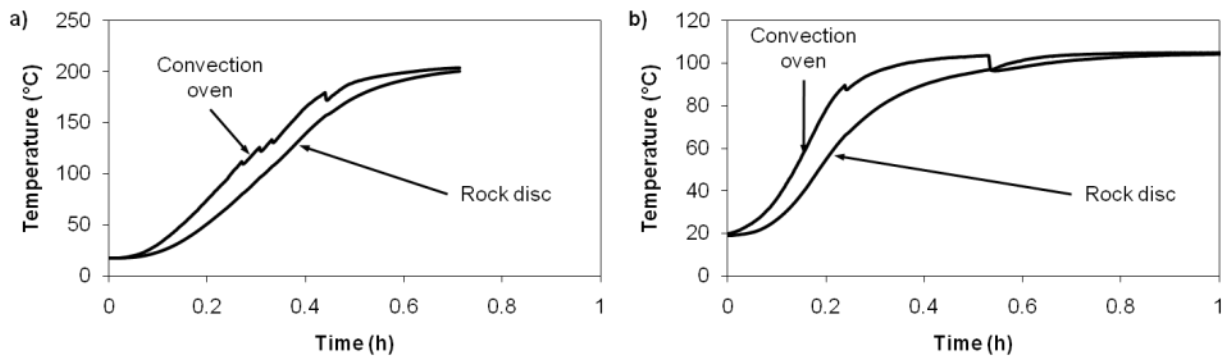 a)
250
200
150
100
50
0
Temperature (°C)
Convection
oven
Rock disc
0 0.2 0.4 0.6 0.8 1
Time (h)
b)
120
100
80
60
40
20
0
Temperature (°C)
Convection
oven
Rock disc
0 0.2 0.4 0.6 0.8 1
Time (h)